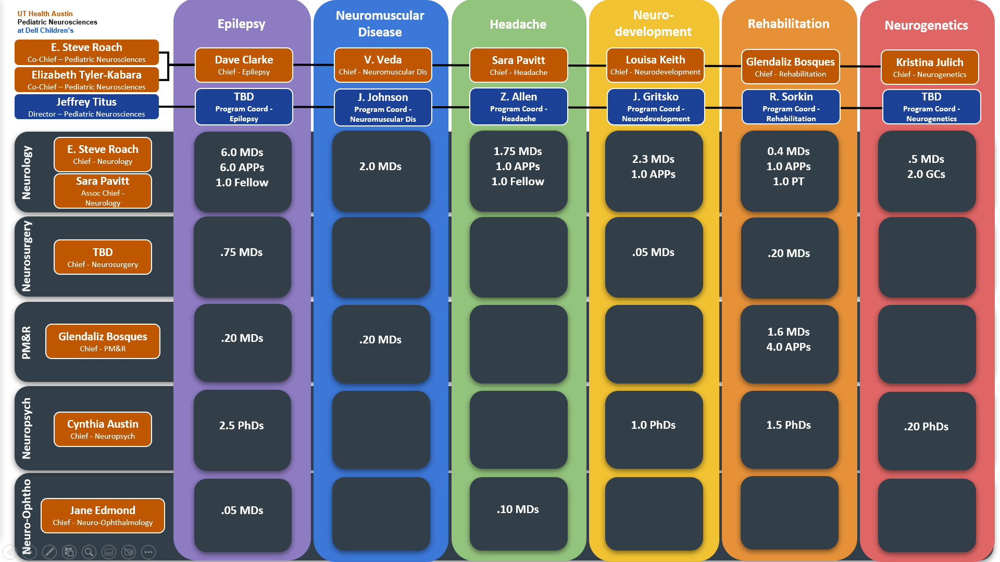 UT Health Austin
Pediatric Neurosciences
at Dell Children's
Epilepsy
Neuromuscular
Disease
Headache
Neuro-
development
Rehabilitation
Neurogenetics
E. Steve Roach
Co-Chief – Pediatric Neurosciences
Elizabeth Tyler-Kabara
Co-Chief – Pediatric Neurosciences
Dave Clarke
Chief - Epilepsy
V. Veda
Chief - Neuromuscular Dis
Sara Pavitt
Chief - Headache
Louisa Keith
Chief - Neurodevelopment
Glendaliz Bosques
Chief - Rehabilitation
Kristina Julich
Chief - Neurogenetics
Jeffrey Titus
Director – Pediatric Neurosciences
TBD
Program Coord -
Epilepsy
J. Johnson
Program Coord -
Neuromuscular Dis
Z. Allen
Program Coord -
Headache
J. Gritsko
Program Coord -
Neurodevelopment
R. Sorkin
Program Coord -
Rehabilitation
TBD
Program Coord -
Neurogenetics
Neurology
E. Steve Roach
Chief - Neurology
Sara Pavitt
Assoc Chief -
Neurology
6.0 MDs
6.0 APPs
1.0 Fellow
2.0 MDs
1.75 MDs
1.0 APPs
1.0 Fellow
2.3 MDs
1.0 APPs
0.4 MDs
1.0 APPs
1.0 PT
.5 MDs
2.0 GCs
Neurosurgery
TBD
Chief - Neurosurgery
.75 MDs
.05 MDs
.20 MDs
PM&R
Glendaliz Bosques
Chief - PM&R
.20 MDs
.20 MDs
1.6 MDs
4.0 APPs
Neuropsych
Cynthia Austin
Chief - Neuropsych
2.5 PhDs
1.0 PhDs
1.5 PhDs
.20 PhDs
Neuro-Ophtho
Jane Edmond
Chief - Neuro-Ophthalmology
.05 MDs
.10 MDs